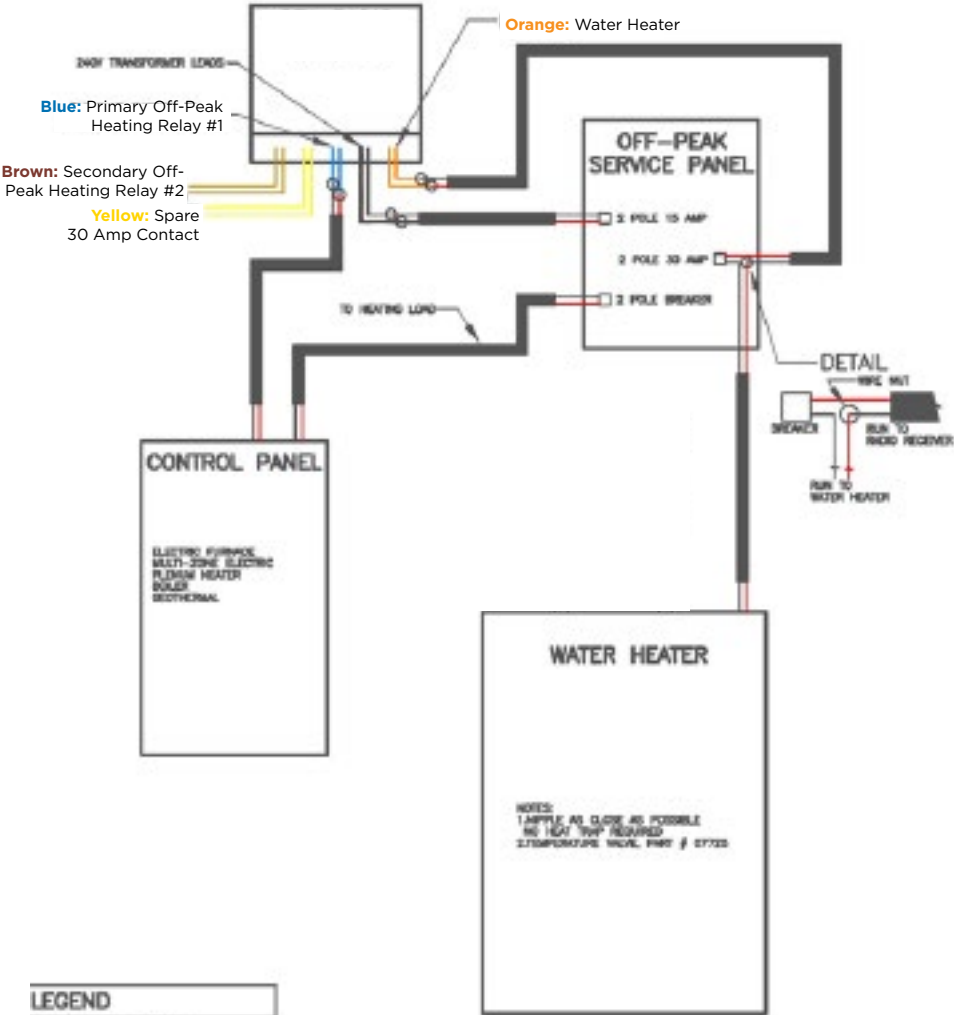 Orange: Water Heater
240V TRANSFORMER LEADS
Blue: Primary Off-Peak
Heating Relay #1
Brown: Secondary Off-
Peak Heating Relay #2
Yellow: Spare
30 Amp Contact
OFF-PEAK
SERVICE PANEL
2 POLE 15 AMP
2 POLE 30 AMP
2 POLE BREAKER
TO HEATING LOAD
DETAIL
WIRE NUT
BREAKER
RUN TO
RADIO RECEIVER
RUN TO
WATER HEATER
CONTROL PANEL
ELECTRIC FURNACE
MULTI-ZONE ELECTRIC
PLENUM HEATER
BOILER
GEOTHERMAL
WATER HEATER
NOTES:
1.NIPPLE AS CLOSE AS POSSIBLE
NO HEAT TRAP REQUIRED
2.TEMPERATURE PART #
LEGEND